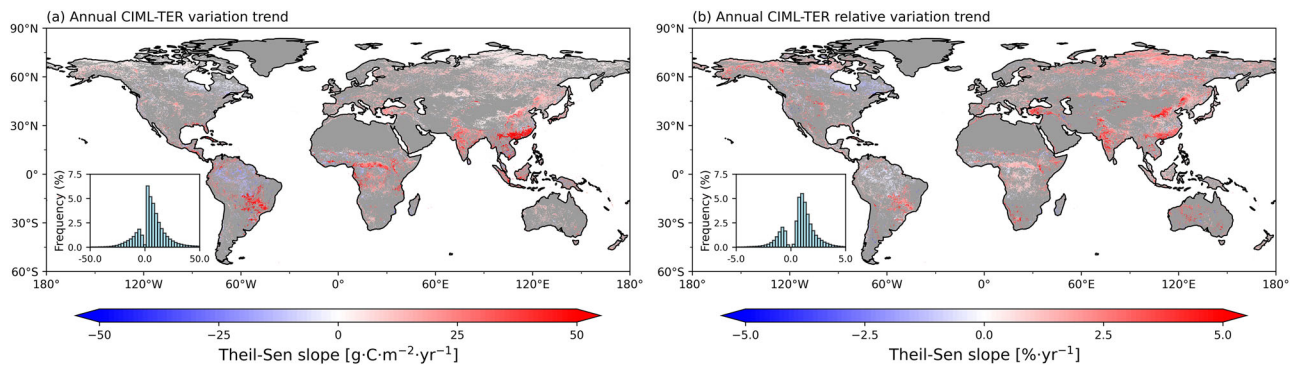 (a) Annual CIML-TER variation trend
90°N
60°N
30°N
0°
30°S
60°S
180° 120°W 60°W 0° 60°E 120°E 180°
Frequency (%)
7.5
5.0
2.5
0.0
-50.0 0.0 50.0
−50 −25 0 25 50
Theil-Sen slope [g·C·m⁻²·yr⁻¹]
(b) Annual CIML-TER relative variation trend
90°N
60°N
30°N
0°
30°S
60°S
180° 120°W 60°W 0° 60°E 120°E 180°
Frequency (%)
7.5
5.0
2.5
0.0
-5.0 0.0 5.0
−5.0 −2.5 0.0 2.5 5.0
Theil-Sen slope [%·yr⁻¹]